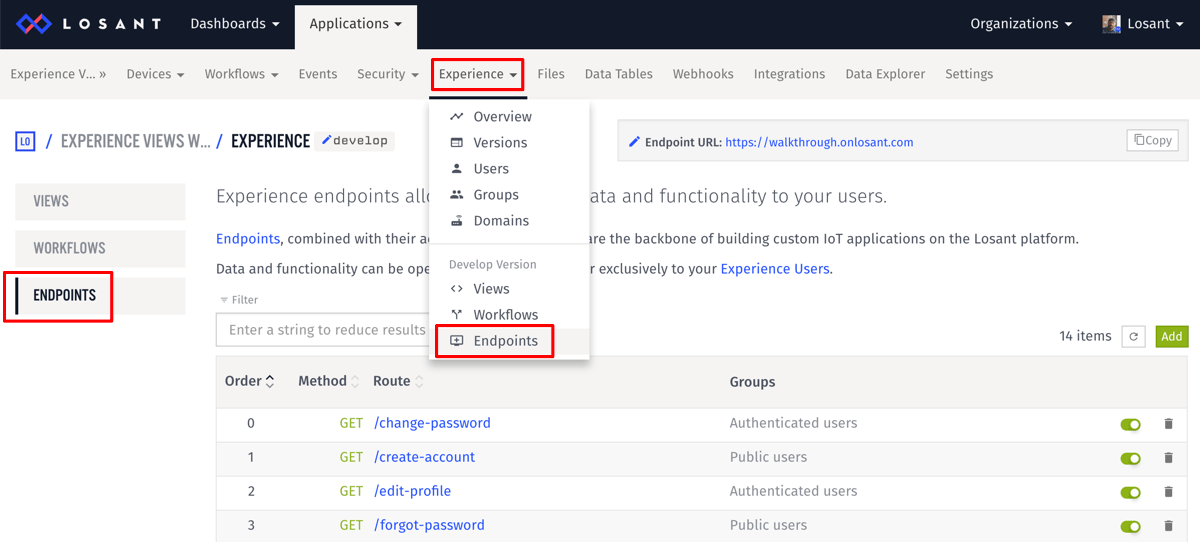 LOSANT Dashboards Applications Organizations Losant
Experience V... » Devices Workflows Events Security Experience Files Data Tables Webhooks Integrations Data Explorer Settings
Overview
Versions
Users
Groups
Domains
Develop Version
Views
Workflows
Endpoints
LO / EXPERIENCE VIEWS W... / EXPERIENCE develop
Endpoint URL: https://walkthrough.onlosant.com Copy
VIEWS
WORKFLOWS
ENDPOINTS
Experience endpoints all ata and functionality to your users.
Endpoints, combined with their a are the backbone of building custom IoT applications on the Losant platform.
Data and functionality can be ope r exclusively to your Experience Users.
Filter
Enter a string to reduce results
14 items Add
Order Method Route Groups
0 GET /change-password Authenticated users
1 GET /create-account Public users
2 GET /edit-profile Authenticated users
3 GET /forgot-password Public users